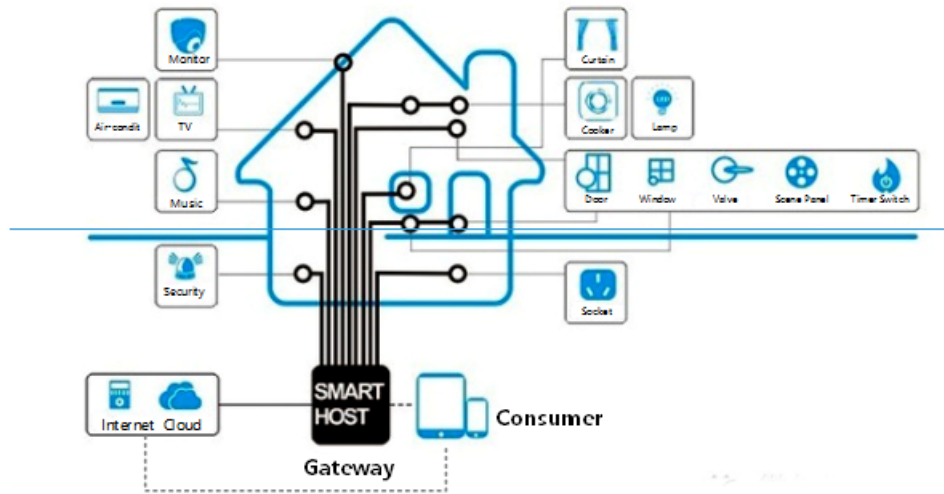 Monitor
Curtain
Air-condit
TV
Cooker
Lamp
Music
Door
Window
Valve
Scene Panel
Timer Switch
Security
Socket
SMART
HOST
Internet Cloud
Consumer
Gateway